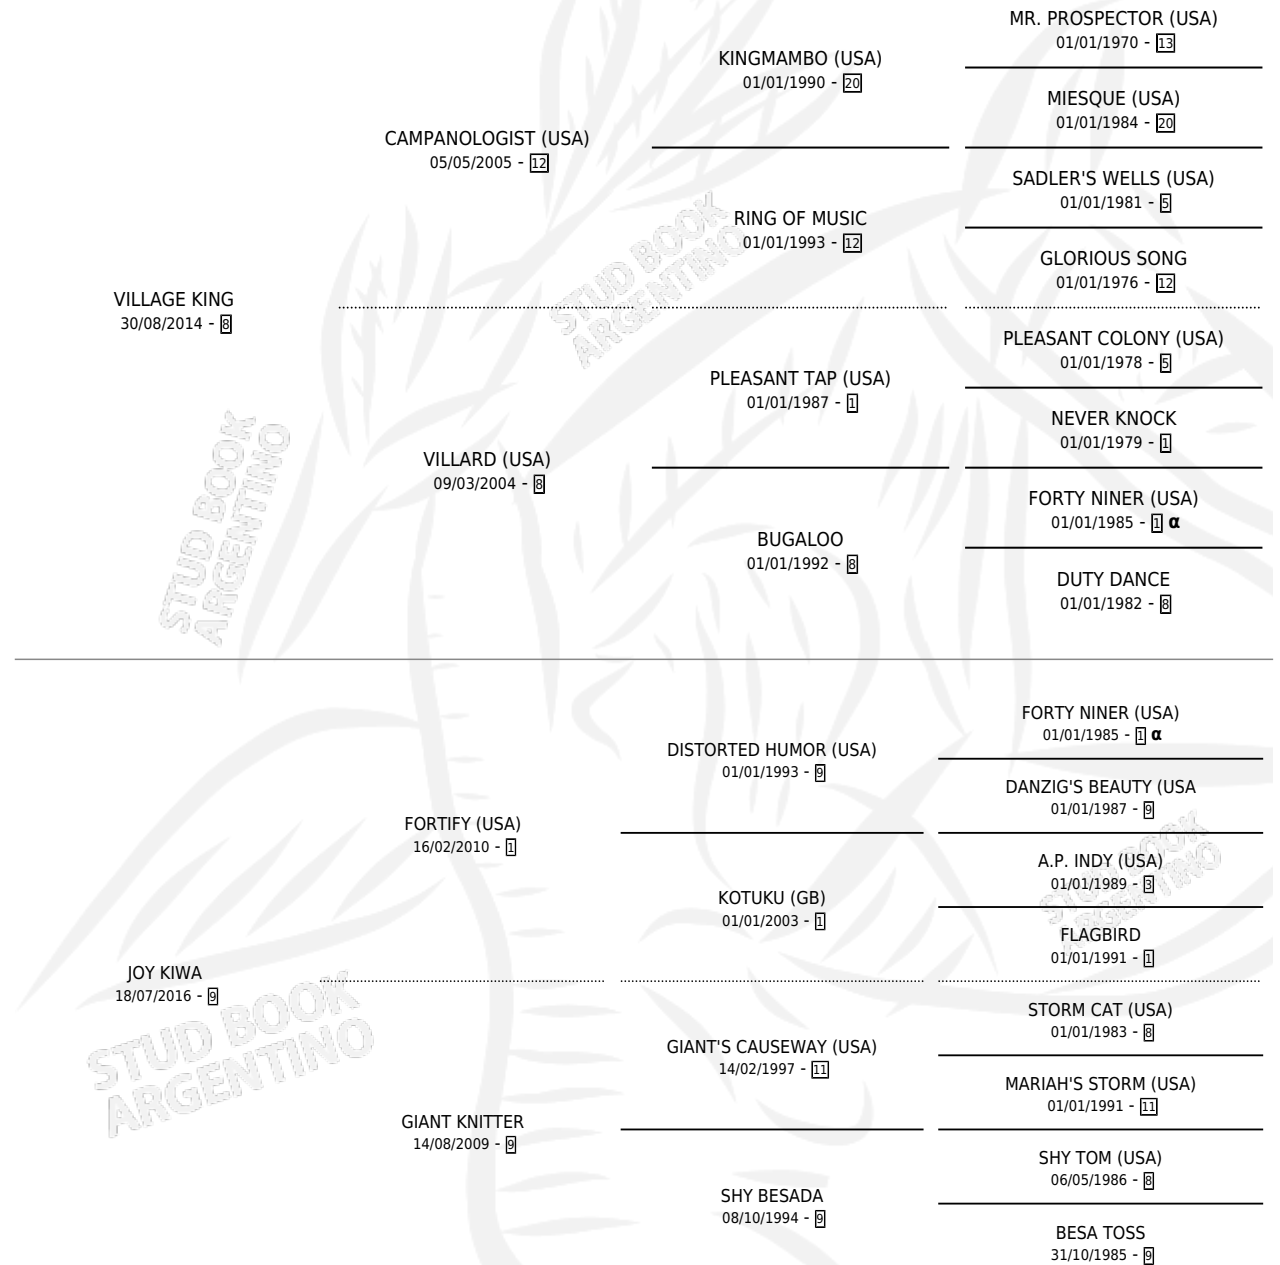 MR. PROSPECTOR (USA)
01/01/1970 - 13
KINGMAMBO (USA)
01/01/1990 - 20
MIESQUE (USA)
01/01/1984 - 20
CAMPANOLOGIST (USA)
05/05/2005 - 12
SADLER'S WELLS (USA)
01/01/1981 - 5
RING OF MUSIC
01/01/1993 - 12
GLORIOUS SONG
01/01/1976 - 12
VILLAGE KING
30/08/2014 - 8
PLEASANT COLONY (USA)
01/01/1978 - 5
PLEASANT TAP (USA)
01/01/1987 - 1
NEVER KNOCK
01/01/1979 - 1
VILLARD (USA)
09/03/2004 - 8
FORTY NINER (USA)
01/01/1985 - 1 α
BUGALOO
01/01/1992 - 8
DUTY DANCE
01/01/1982 - 8
FORTY NINER (USA)
01/01/1985 - 1 α
DISTORTED HUMOR (USA)
01/01/1993 - 9
DANZIG'S BEAUTY (USA
01/01/1987 - 9
FORTIFY (USA)
16/02/2010 - 1
A.P. INDY (USA)
01/01/1989 - 3
KOTUKU (GB)
01/01/2003 - 1
FLAGBIRD
01/01/1991 - 1
JOY KIWA
18/07/2016 - 9
STORM CAT (USA)
01/01/1983 - 8
GIANT'S CAUSEWAY (USA)
14/02/1997 - 11
MARIAH'S STORM (USA)
01/01/1991 - 11
GIANT KNITTER
14/08/2009 - 9
SHY TOM (USA)
06/05/1986 - 8
SHY BESADA
08/10/1994 - 9
BESA TOSS
31/10/1985 - 9
STUD BOOK
ARGENTINO
STUD BOOK
ARGENTINO
STUD BOOK
ARGENTINO
STUD BOOK
ARGENTINO